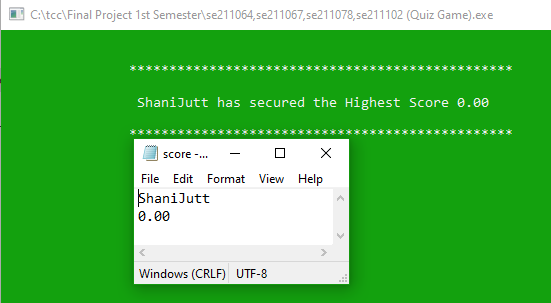 C:\tcc\Final Project 1st Semester\se211064,se211067,se211078,se211102 (Quiz Game).exe
************************************************
ShaniJutt has secured the Highest Score 0.00
************************************************
score -...
File Edit Format View Help
ShaniJutt
0.00
Windows (CRLF) UTF-8